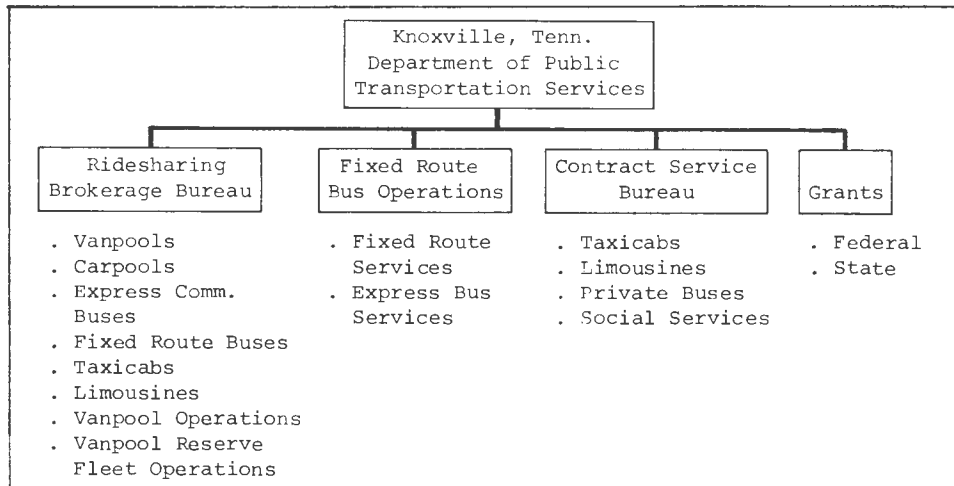 Knoxville, Tenn.
Department of Public
Transportation Services
Ridesharing
Brokerage Bureau
. Vanpools
. Carpools
. Express Comm.
Buses
. Fixed Route Buses
. Taxicabs
. Limousines
. Vanpool Operations
. Vanpool Reserve
Fleet Operations
Fixed Route
Bus Operations
. Fixed Route
Services
. Express Bus
Services
Contract Service
Bureau
. Taxicabs
. Limousines
. Private Buses
. Social Services
Grants
. Federal
. State